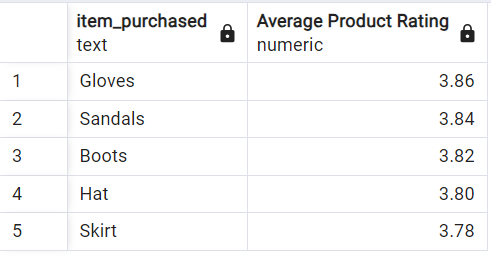 item_purchased Average Product Rating
text numeric
1 Gloves 3.86
2 Sandals 3.84
3 Boots 3.82
4 Hat 3.80
5 Skirt 3.78